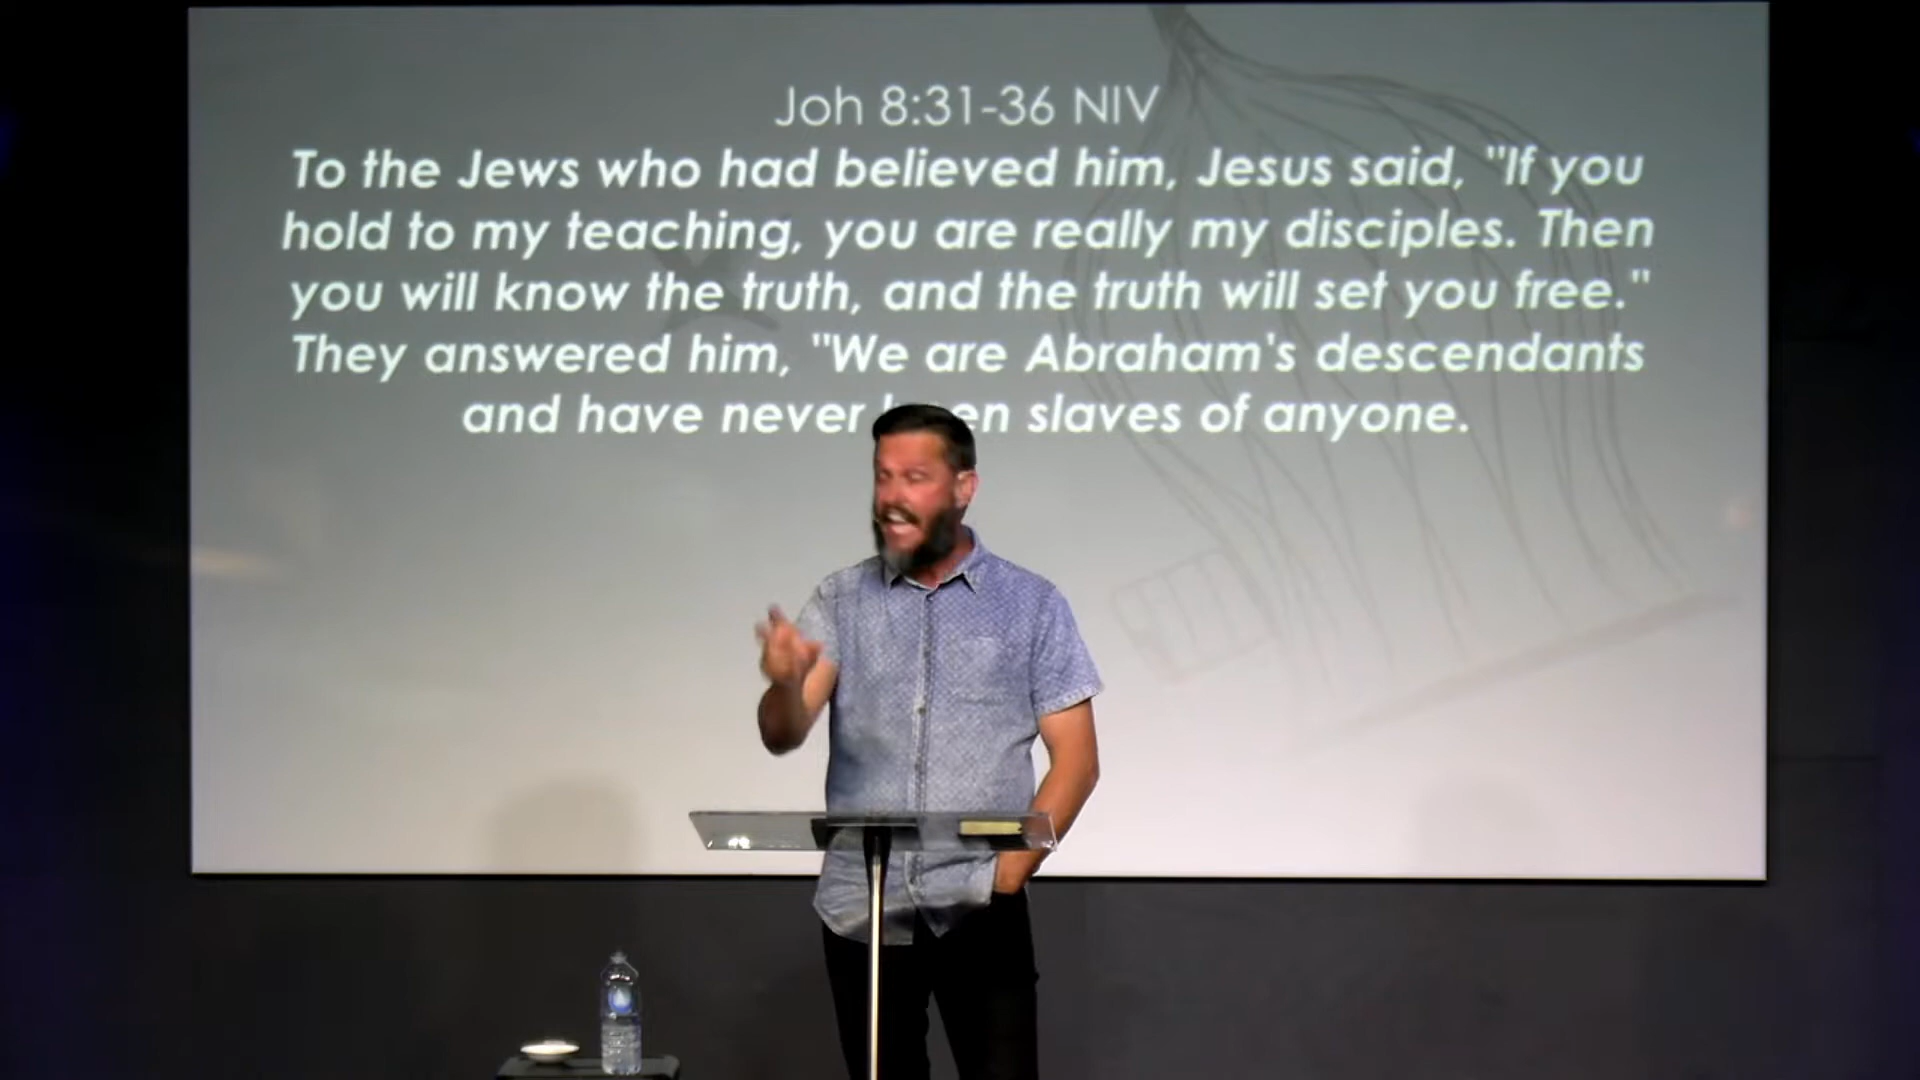 Joh 8:31-36 NIV
To the Jews who had believed him, Jesus said, "If you
hold to my teaching, you are really my disciples. Then
you will know the truth, and the truth will set you free."
They answered him, "We are Abraham's descendants
and have never en slaves of anyone.